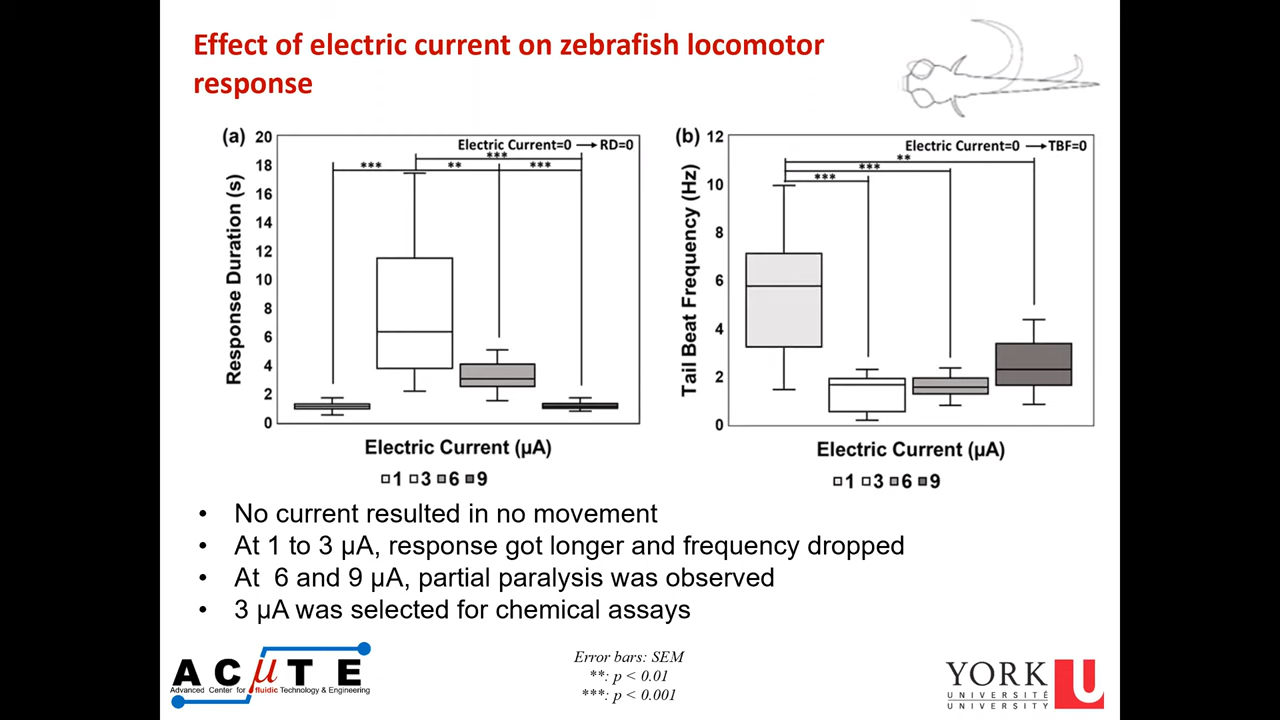 Effect of electric current on zebrafish locomotor
response
(a)
Electric Current=0 → RD=0
***
***
**
***
20
18
16
14
12
10
8
6
4
2
0
Response Duration (s)
Electric Current (µA)
1 3 6 9
(b)
Electric Current=0 → TBF=0
**
***
***
12
10
8
6
4
2
0
Tail Beat Frequency (Hz)
Electric Current (µA)
1 3 6 9
• No current resulted in no movement
• At 1 to 3 µA, response got longer and frequency dropped
• At 6 and 9 µA, partial paralysis was observed
• 3 µA was selected for chemical assays
ACµTE
Advanced Center for µfluidic Technology & Engineering
Error bars: SEM
**: p < 0.01
***: p < 0.001
YORK U
UNIVERSITÉ
UNIVERSITY